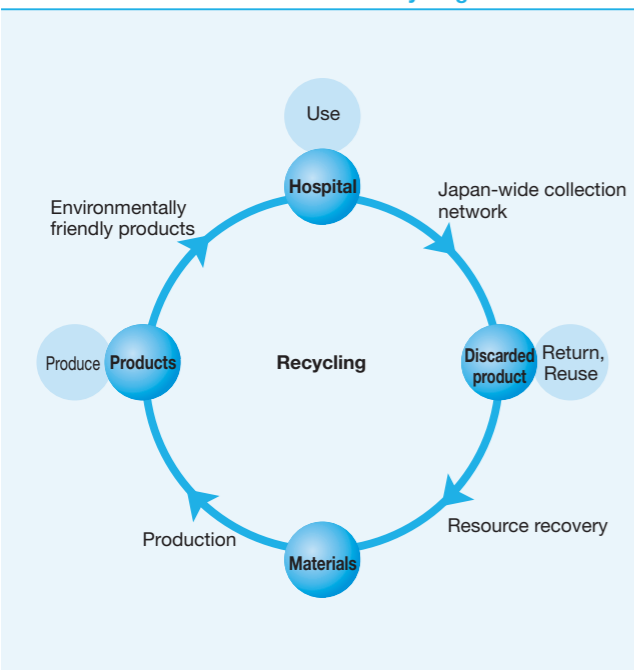 Use
Hospital
Japan-wide collection
network
Environmentally
friendly products
Produce
Products
Recycling
Discarded
product
Return,
Reuse
Resource recovery
Production
Materials